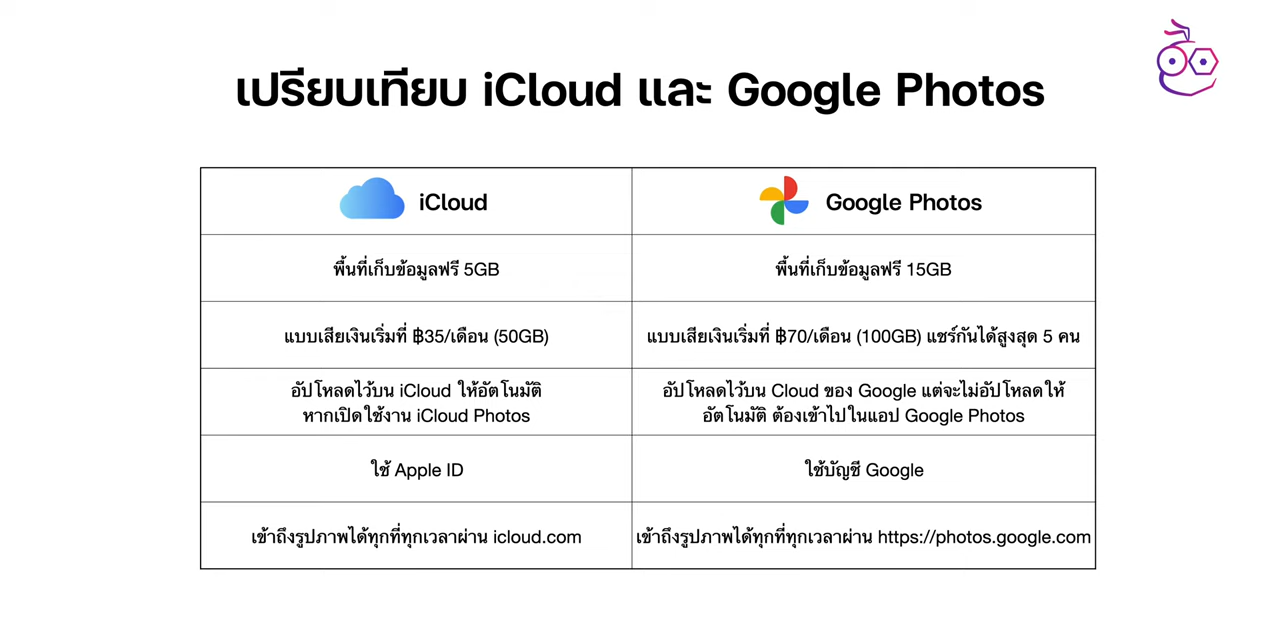 เปรียบเทียบ iCloud และ Google Photos
iCloud
Google Photos
พื้นที่เก็บข้อมูลฟรี 5GB
พื้นที่เก็บข้อมูลฟรี 15GB
แบบเสียเงินเริ่มที่ ฿35/เดือน (50GB)
แบบเสียเงินเริ่มที่ ฿70/เดือน (100GB) แชร์กันได้สูงสุด 5 คน
อัปโหลดไว้บน iCloud ให้อัตโนมัติ
หากเปิดใช้งาน iCloud Photos
อัปโหลดไว้บน Cloud ของ Google แต่จะไม่อัปโหลดให้
อัตโนมัติ ต้องเข้าไปในแอป Google Photos
ใช้ Apple ID
ใช้บัญชี Google
เข้าถึงรูปภาพได้ทุกที่ทุกเวลาผ่าน icloud.com
เข้าถึงรูปภาพได้ทุกที่ทุกเวลาผ่าน https://photos.google.com